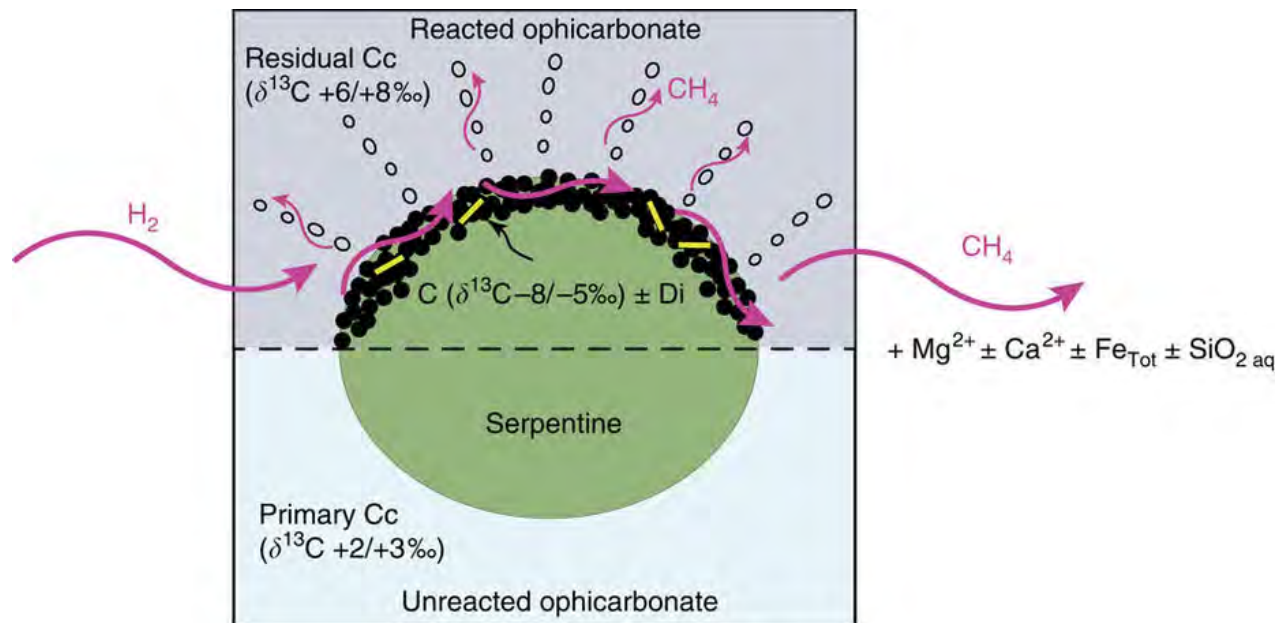 Reacted ophicarbonate
Residual Cc
(δ¹³C +6/+8‰)
CH₄
H₂
C (δ¹³C−8/−5‰) ± Di
CH₄
+ Mg²⁺ ± Ca²⁺ ± Fe_Tot ± SiO₂ aq
Serpentine
Primary Cc
(δ¹³C +2/+3‰)
Unreacted ophicarbonate